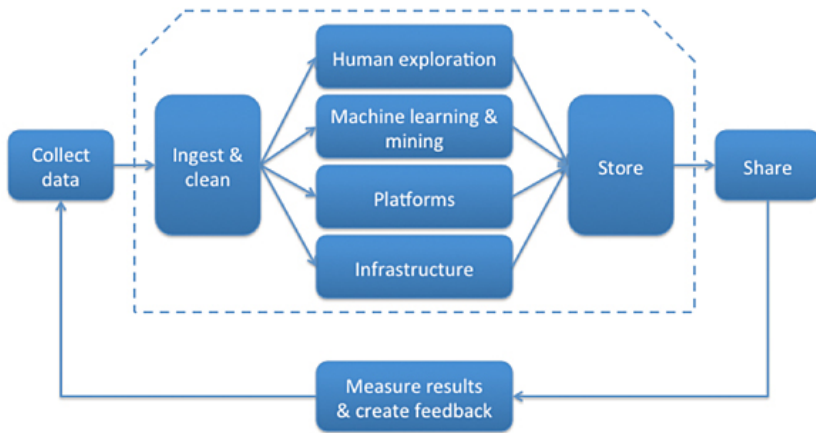 Human exploration
Machine learning &
mining
Collect
data
Ingest &
clean
Platforms
Infrastructure
Store
Share
Measure results
& create feedback